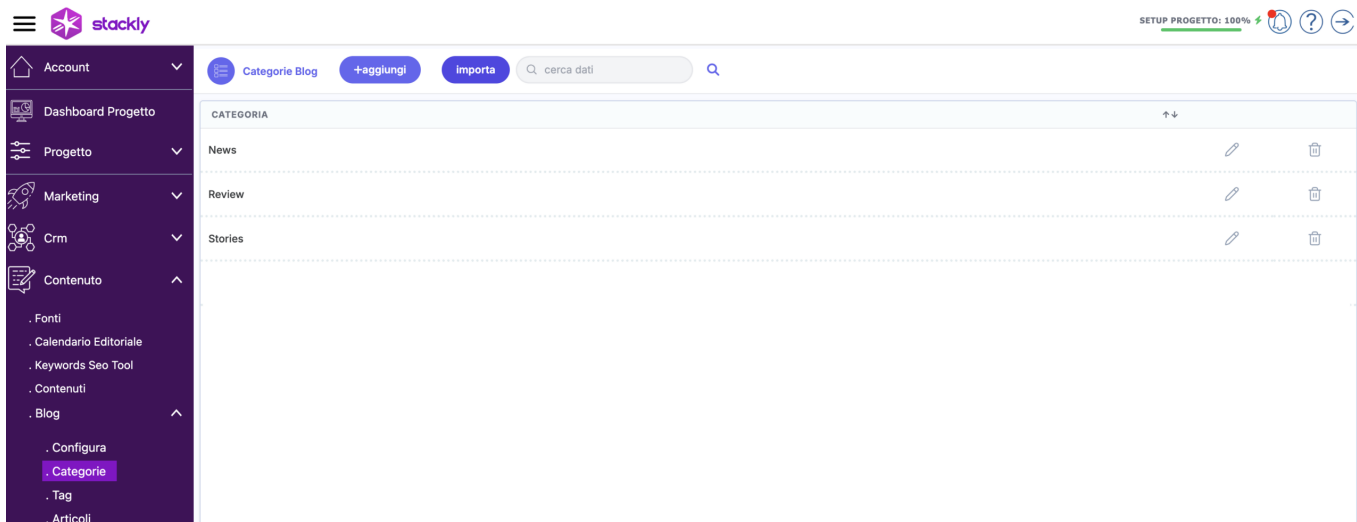 stackly
SETUP PROGETTO: 100%
?
Account
Dashboard Progetto
Progetto
Marketing
Crm
Contenuto
. Fonti
. Calendario Editoriale
. Keywords Seo Tool
. Contenuti
. Blog
. Configura
. Categorie
. Tag
. Articoli
Categorie Blog
+aggiungi
importa
cerca dati
CATEGORIA
News
Review
Stories